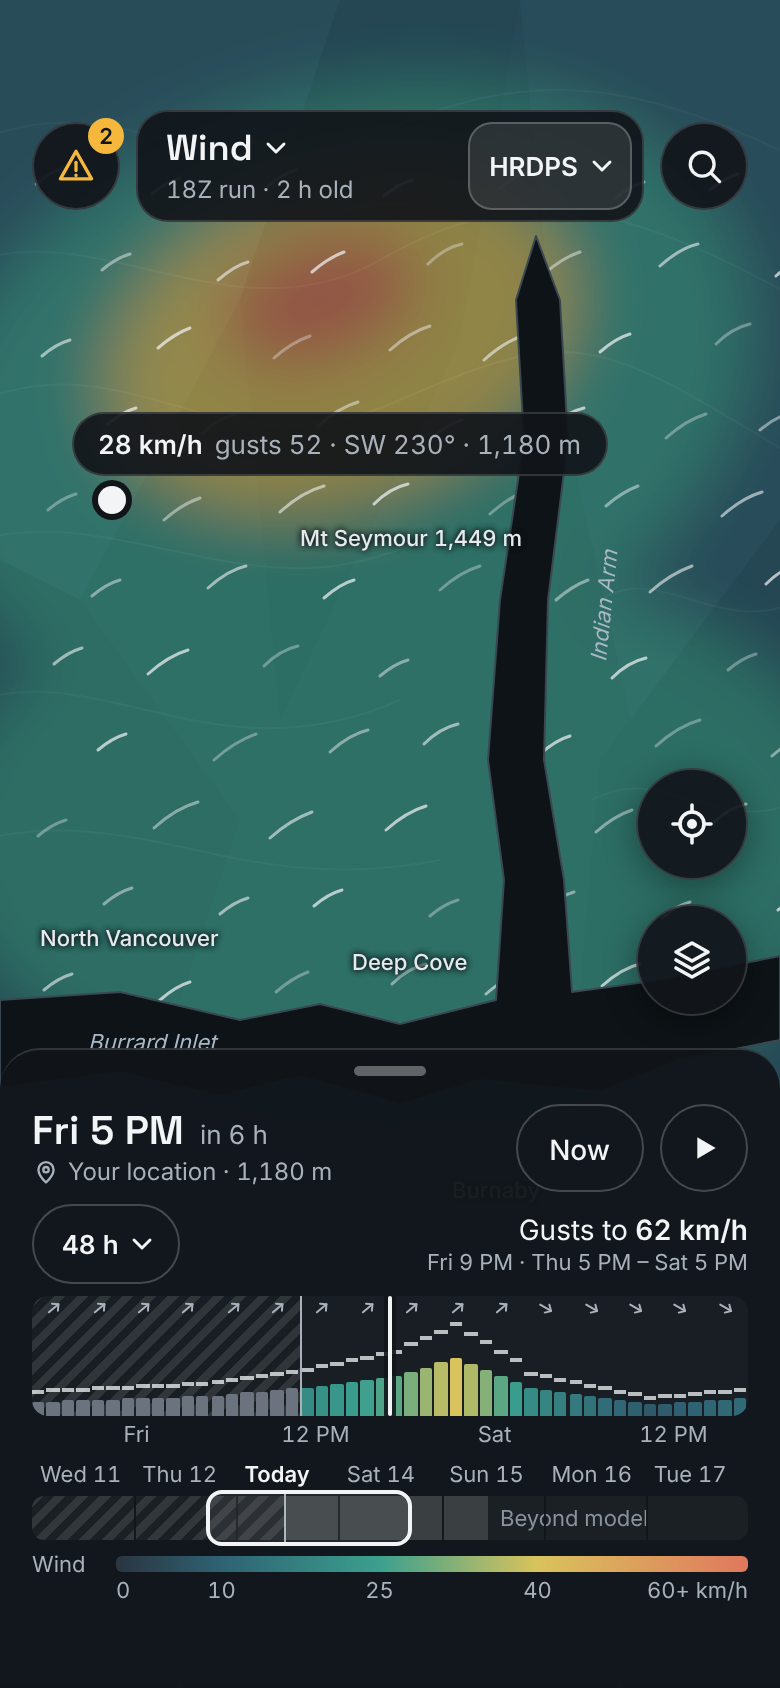 2
Wind
HRDPS
18Z run · 2 h old
28 km/h gusts 52 · SW 230° · 1,180 m
Mt Seymour 1,449 m
Indian Arm
North Vancouver
Deep Cove
Burrard Inlet
Fri 5 PM in 6 h
Now
Your location · 1,180 m
Burnaby
48 h
Gusts to 62 km/h
Fri 9 PM · Thu 5 PM – Sat 5 PM
Fri 12 PM Sat 12 PM
Wed 11 Thu 12 Today Sat 14 Sun 15 Mon 16 Tue 17
Beyond model
Wind
0 10 25 40 60+ km/h